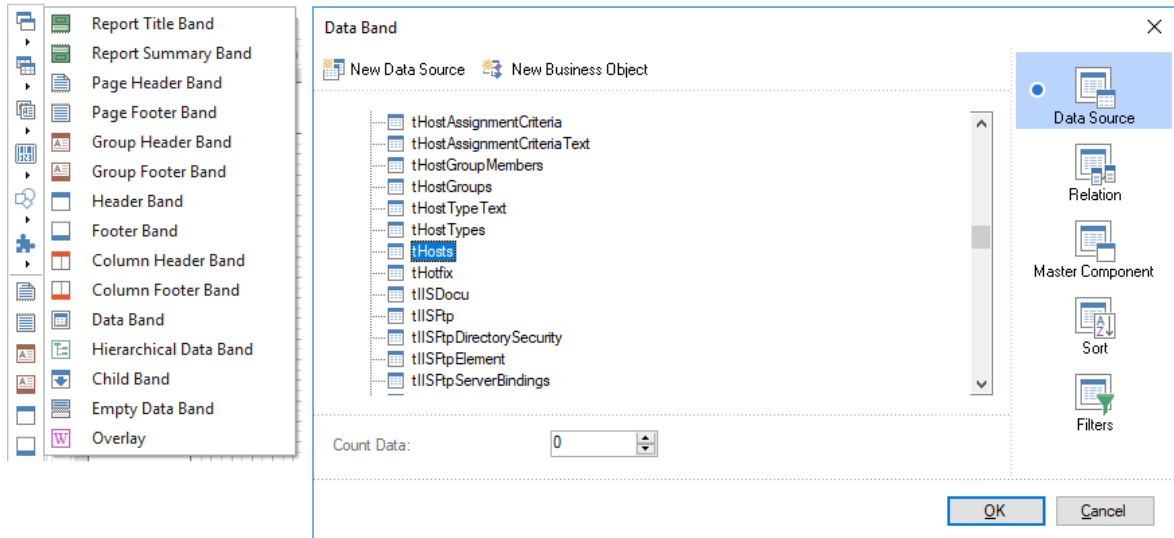 Report Title Band
Report Summary Band
Page Header Band
Page Footer Band
Group Header Band
Group Footer Band
Header Band
Footer Band
Column Header Band
Column Footer Band
Data Band
Hierarchical Data Band
Child Band
Empty Data Band
Overlay
Data Band
New Data Source New Business Object
tHostAssignmentCriteria
tHostAssignmentCriteriaText
tHostGroupMembers
tHostGroups
tHostTypeText
tHostTypes
tHosts
tHotfix
tIISDocu
tIISFtp
tIISFtpDirectorySecurity
tIISFtpElement
tIISFtpServerBindings
Count Data: 0
Data Source
Relation
Master Component
Sort
Filters
OK Cancel